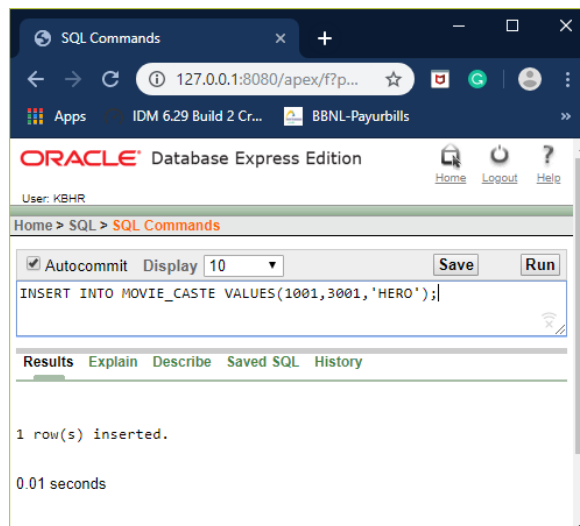 SQL Commands
127.0.0.1:8080/apex/f?p...
Apps IDM 6.29 Build 2 Cr... BBNL-Payurbills »
ORACLE Database Express Edition
Home Logout Help
User: KBHR
Home > SQL > SQL Commands
Autocommit Display 10 Save Run
INSERT INTO MOVIE_CASTE VALUES(1001,3001,'HERO');
Results Explain Describe Saved SQL History
1 row(s) inserted.
0.01 seconds